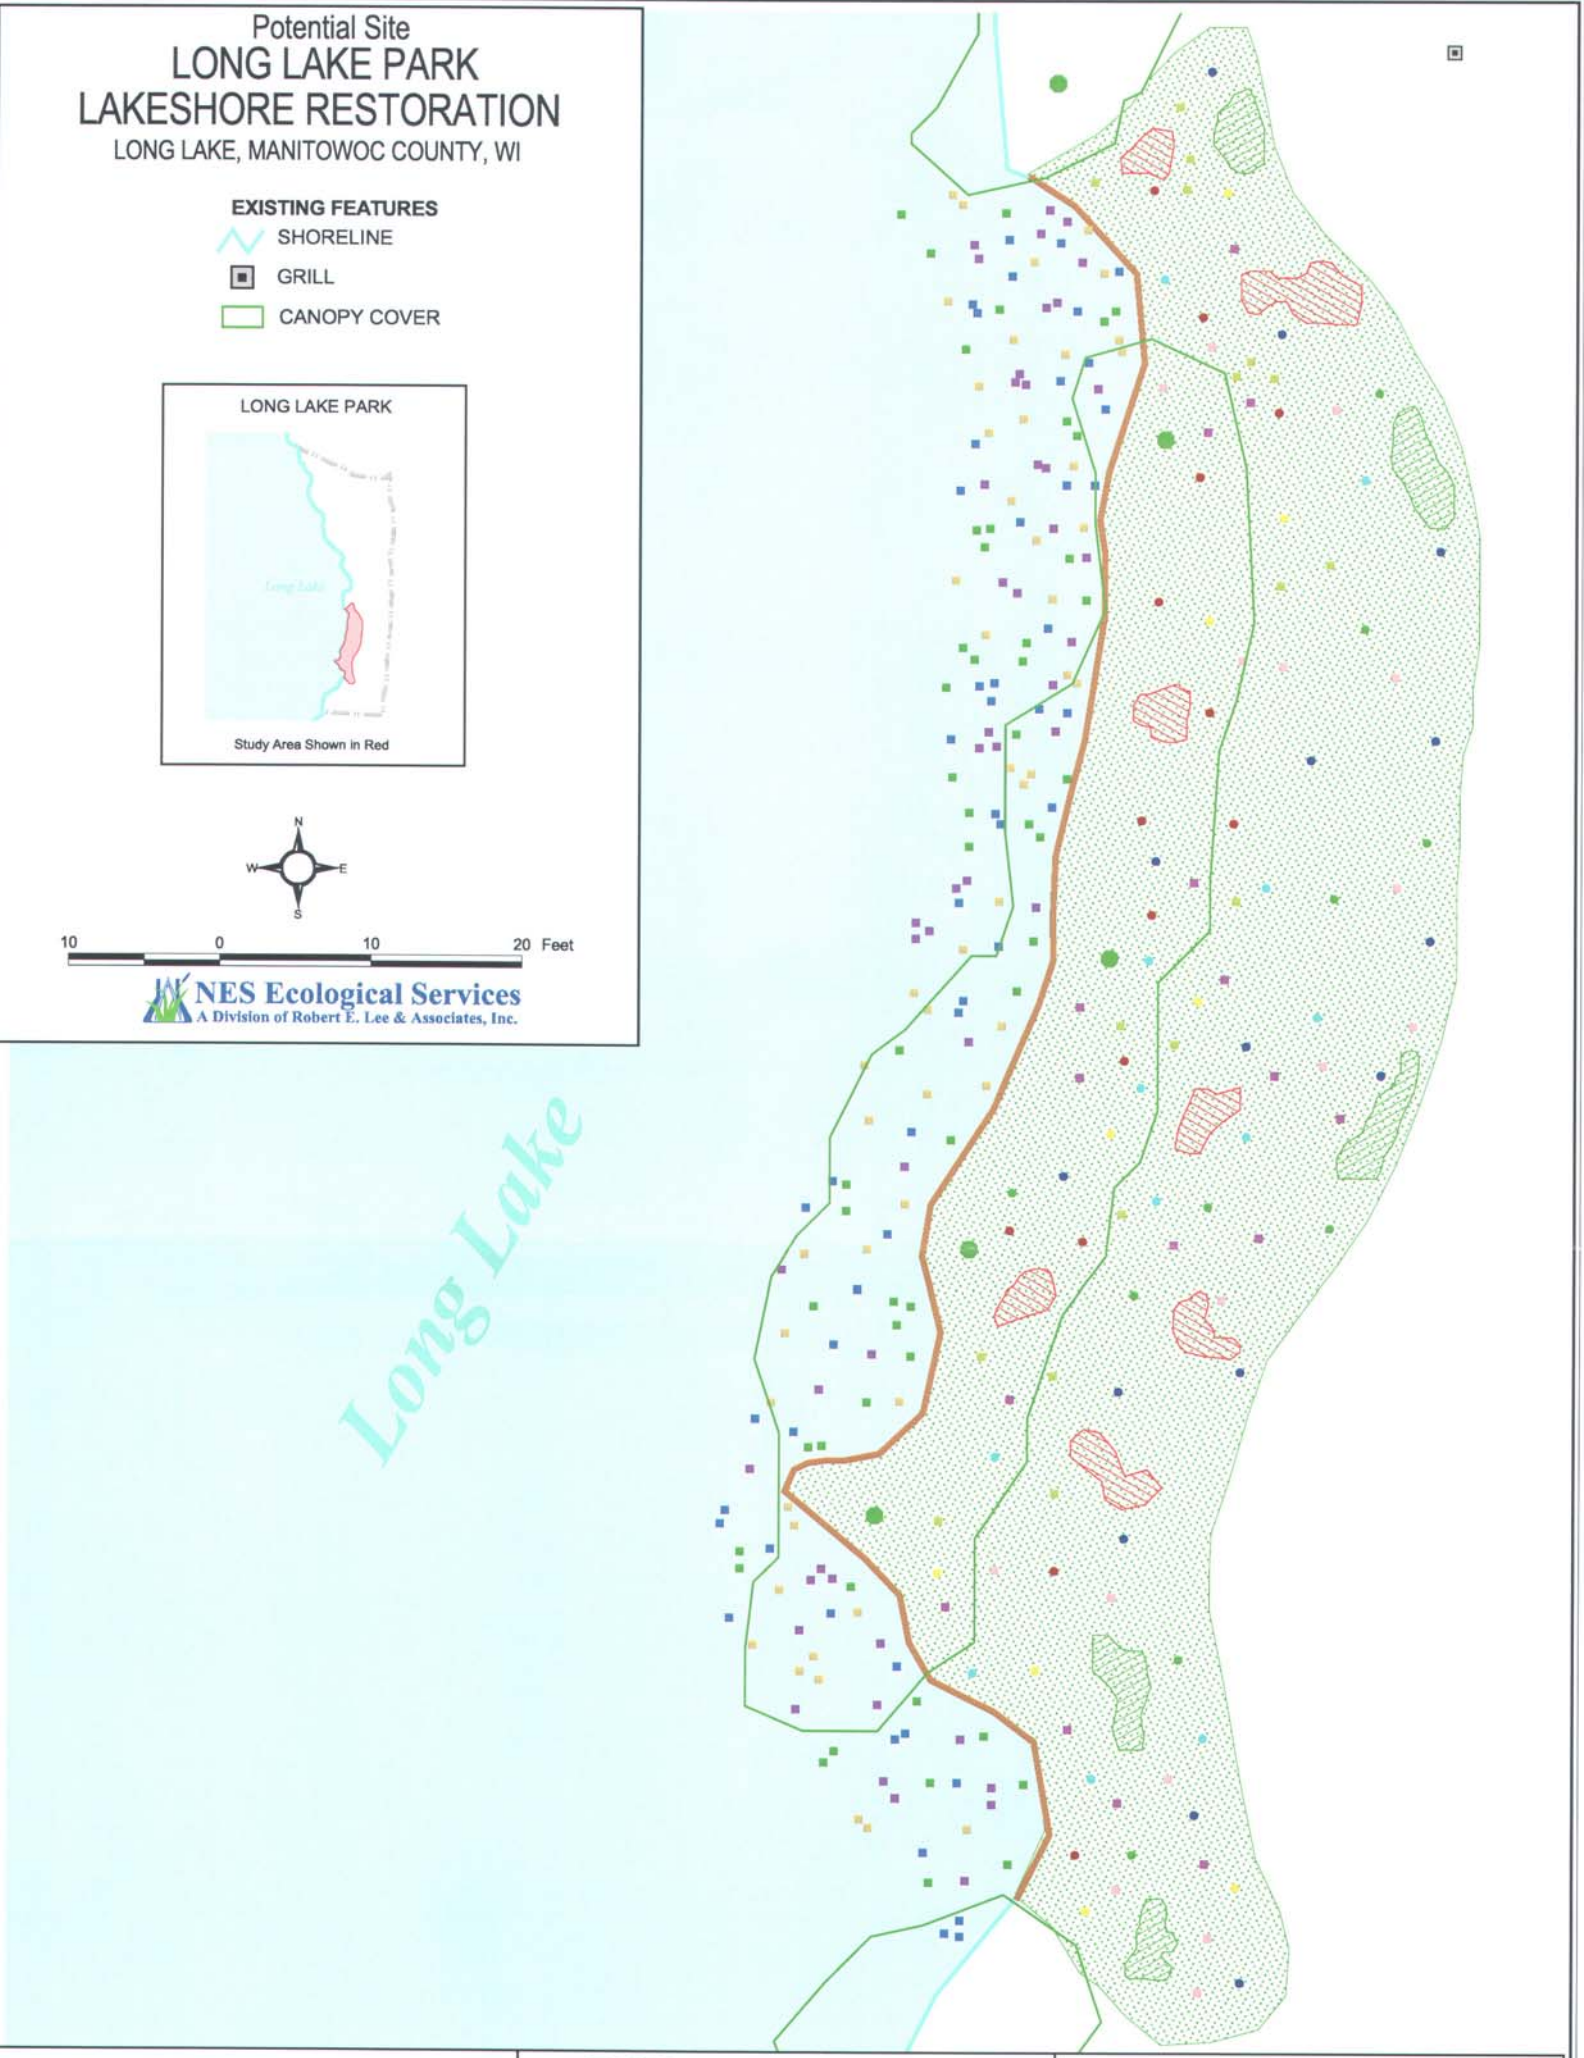 Potential Site
LONG LAKE PARK
LAKESHORE RESTORATION
LONG LAKE, MANITOWOC COUNTY, WI
EXISTING FEATURES
SHORELINE
GRILL
CANOPY COVER
LONG LAKE PARK
Long Lake
Study Area Shown in Red
N
W E
S
10 0 10 20 Feet
NES Ecological Services
A Division of Robert E. Lee & Associates, Inc.
Long Lake